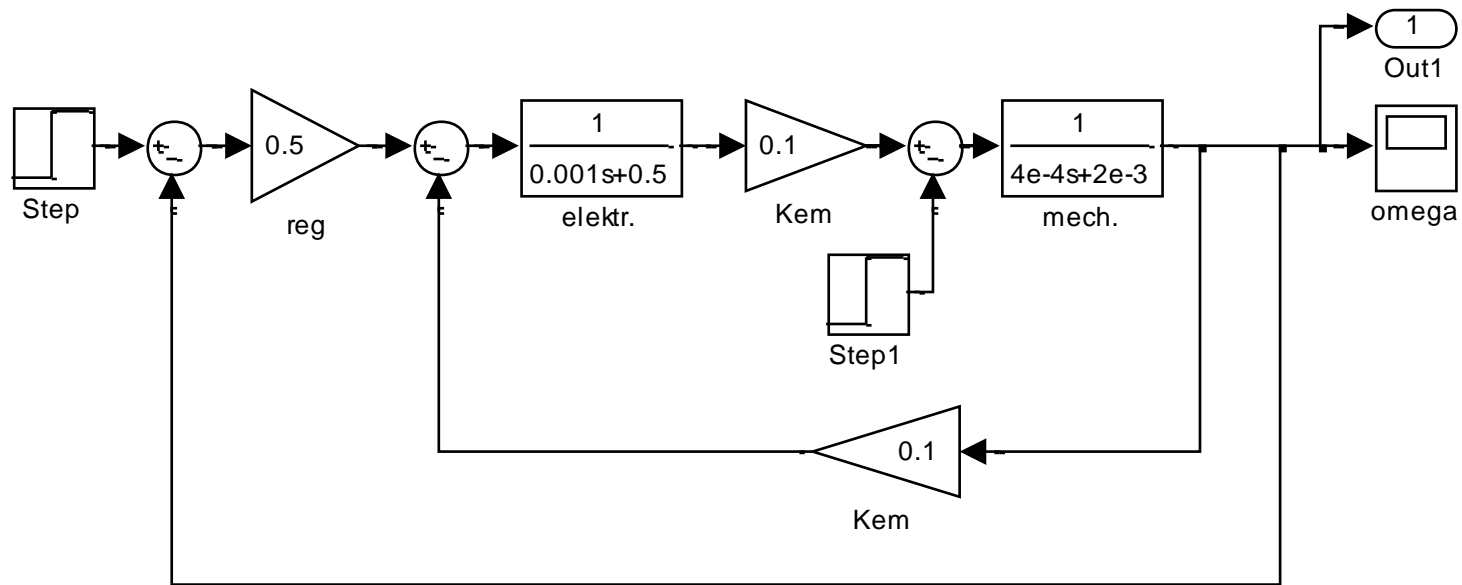 1
Out1
Step
+
-
0.5
reg
+
-
1
0.001s+0.5
elektr.
0.1
Kem
+
-
1
4e-4s+2e-3
mech.
omega
Step1
0.1
Kem